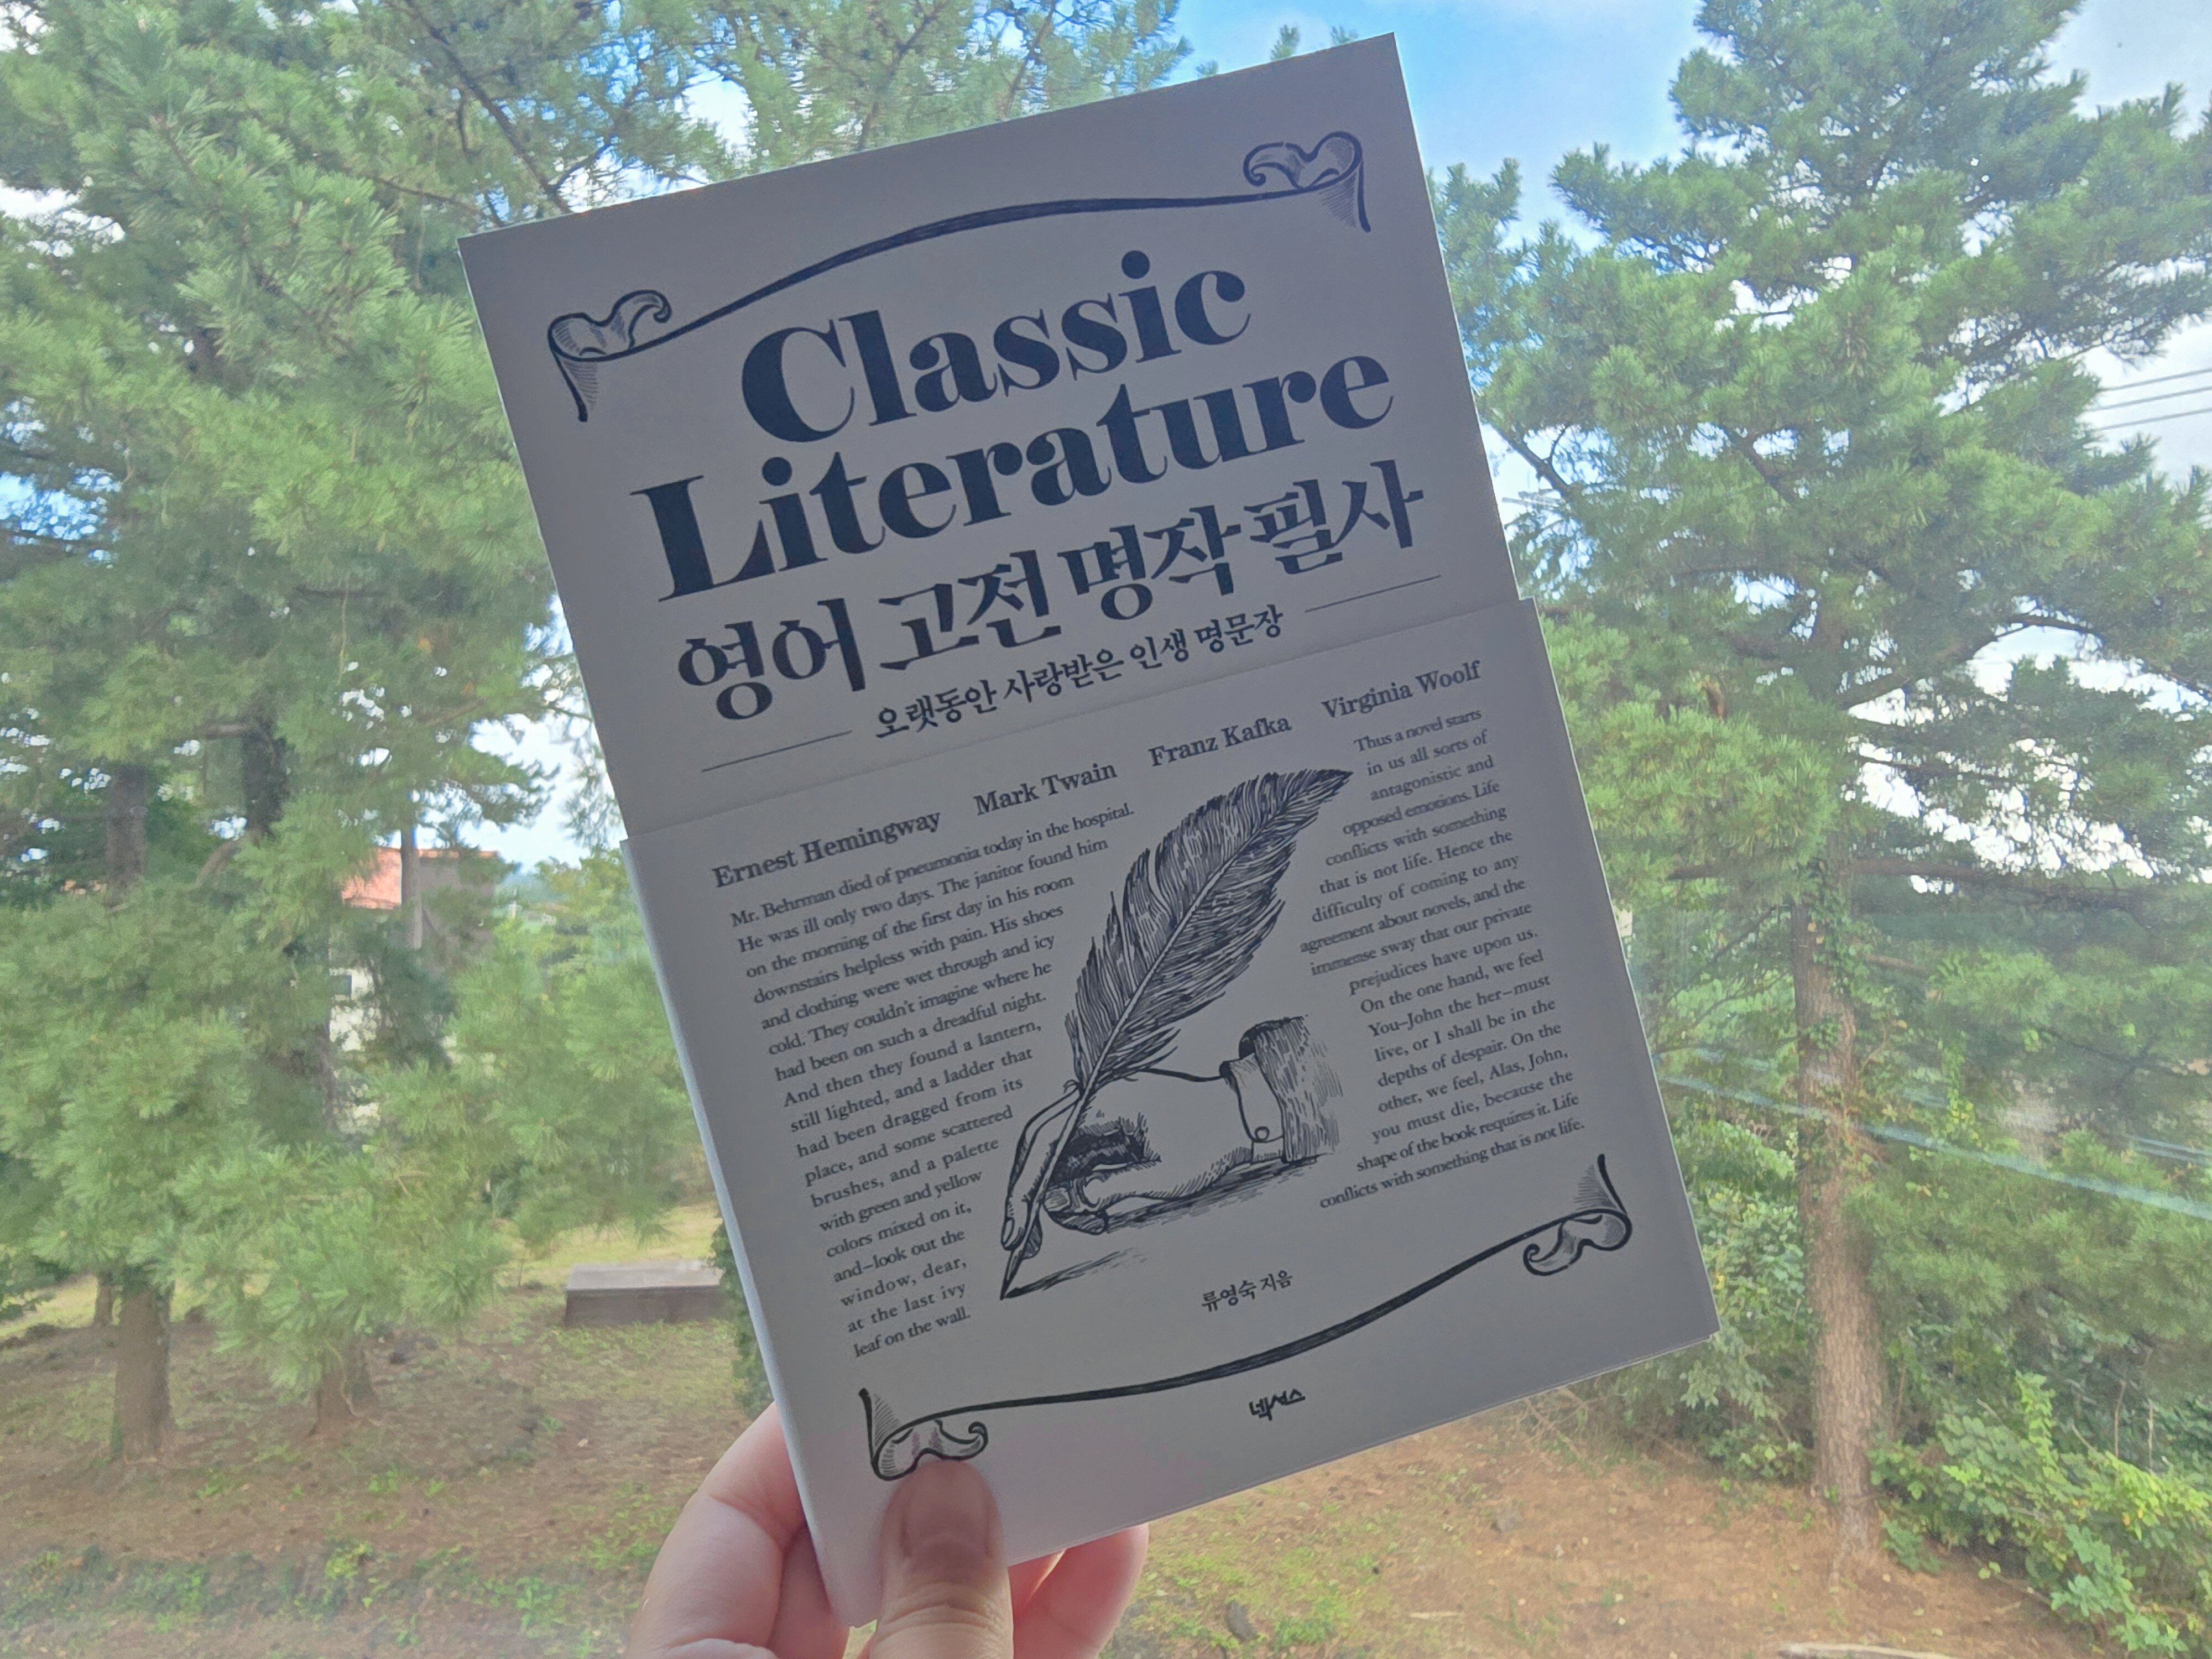 Classic
Literature
영어 고전 명작 필사
오랫동안 사랑받은 인생 명문장
Ernest Hemingway Mark Twain Franz Kafka Virginia Woolf
Mr. Behrman died of pneumonia today in the hospital.
He was ill only two days. The janitor found him
on the morning of the first day in his room
downstairs helpless with pain. His shoes
and clothing were wet through and icy
cold. They couldn't imagine where he
had been on such a dreadful night.
And then they found a lantern,
still lighted, and a ladder that
had been dragged from its
place, and some scattered
brushes, and a palette
with green and yellow
colors mixed on it,
and–look out the
window, dear,
at the last ivy
leaf on the wall.
Thus a novel starts
in us all sorts of
antagonistic and
opposed emotions. Life
conflicts with something
that is not life. Hence the
difficulty of coming to any
agreement about novels, and the
immense sway that our private
prejudices have upon us.
On the one hand, we feel
You–John the her–must
live, or I shall be in the
depths of despair. On the
other, we feel, Alas, John,
you must die, because the
shape of the book requires it. Life
conflicts with something that is not life.
류영숙 지음
넥서스